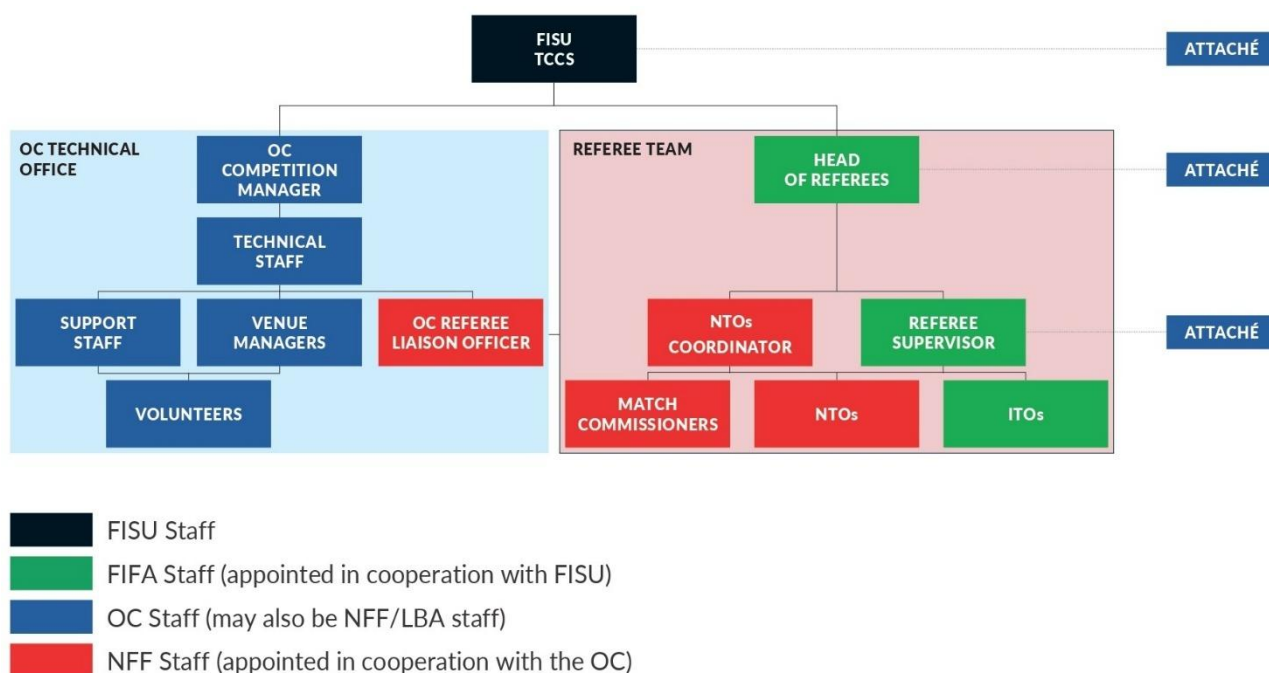 FISU
TCCS
ATTACHÉ
OC TECHNICAL
OFFICE
OC
COMPETITION
MANAGER
REFEREE TEAM
HEAD
OF REFEREES
ATTACHÉ
TECHNICAL
STAFF
SUPPORT
STAFF
VENUE
MANAGERS
OC REFEREE
LIAISON OFFICER
NTOs
COORDINATOR
REFEREE
SUPERVISOR
ATTACHÉ
VOLUNTEERS
MATCH
COMMISSIONERS
NTOs
ITOs
FISU Staff
FIFA Staff (appointed in cooperation with FISU)
OC Staff (may also be NFF/LBA staff)
NFF Staff (appointed in cooperation with the OC)